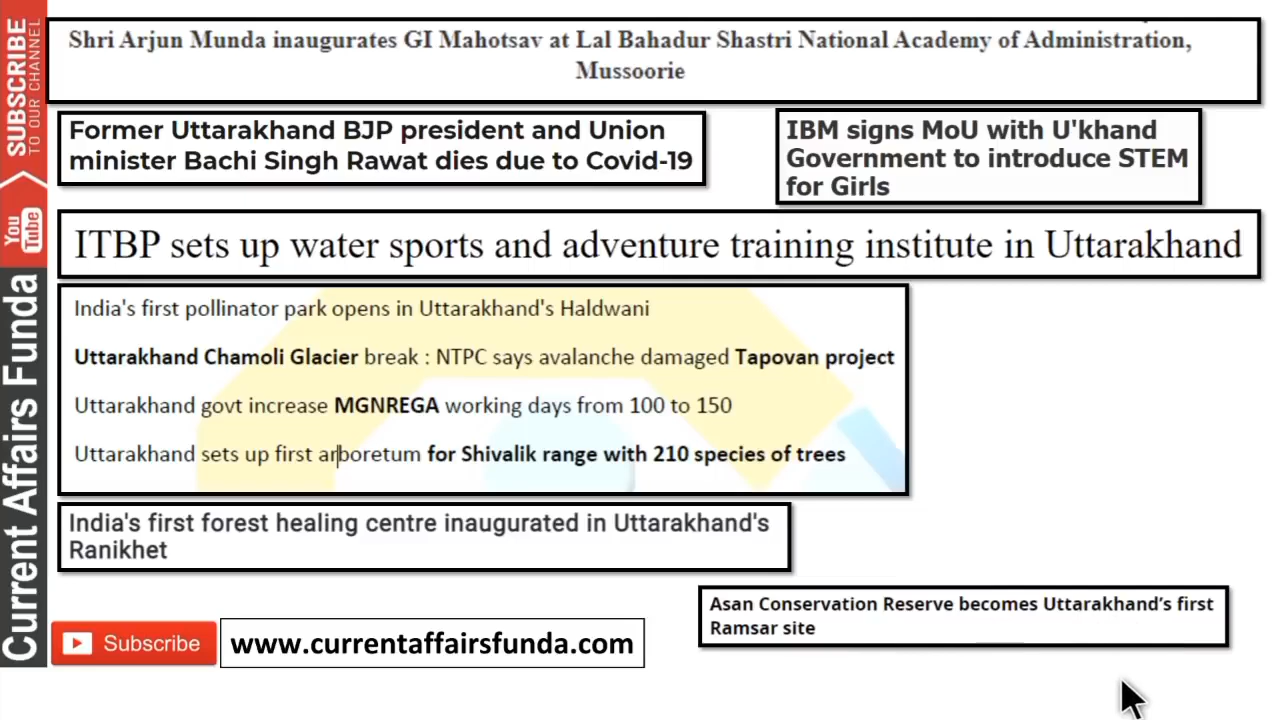 Shri Arjun Munda inaugurates GI Mahotsav at Lal Bahadur Shastri National Academy of Administration,
Mussoorie
Former Uttarakhand BJP president and Union
minister Bachi Singh Rawat dies due to Covid-19
IBM signs MoU with U'khand
Government to introduce STEM
for Girls
ITBP sets up water sports and adventure training institute in Uttarakhand
India's first pollinator park opens in Uttarakhand's Haldwani
Uttarakhand Chamoli Glacier break : NTPC says avalanche damaged Tapovan project
Uttarakhand govt increase MGNREGA working days from 100 to 150
Uttarakhand sets up first arboretum for Shivalik range with 210 species of trees
India's first forest healing centre inaugurated in Uttarakhand's
Ranikhet
Asan Conservation Reserve becomes Uttarakhand's first
Ramsar site
Subscribe
www.currentaffairsfunda.com
SUBSCRIBE
TO OUR CHANNEL
You
Tube
Current Affairs Funda